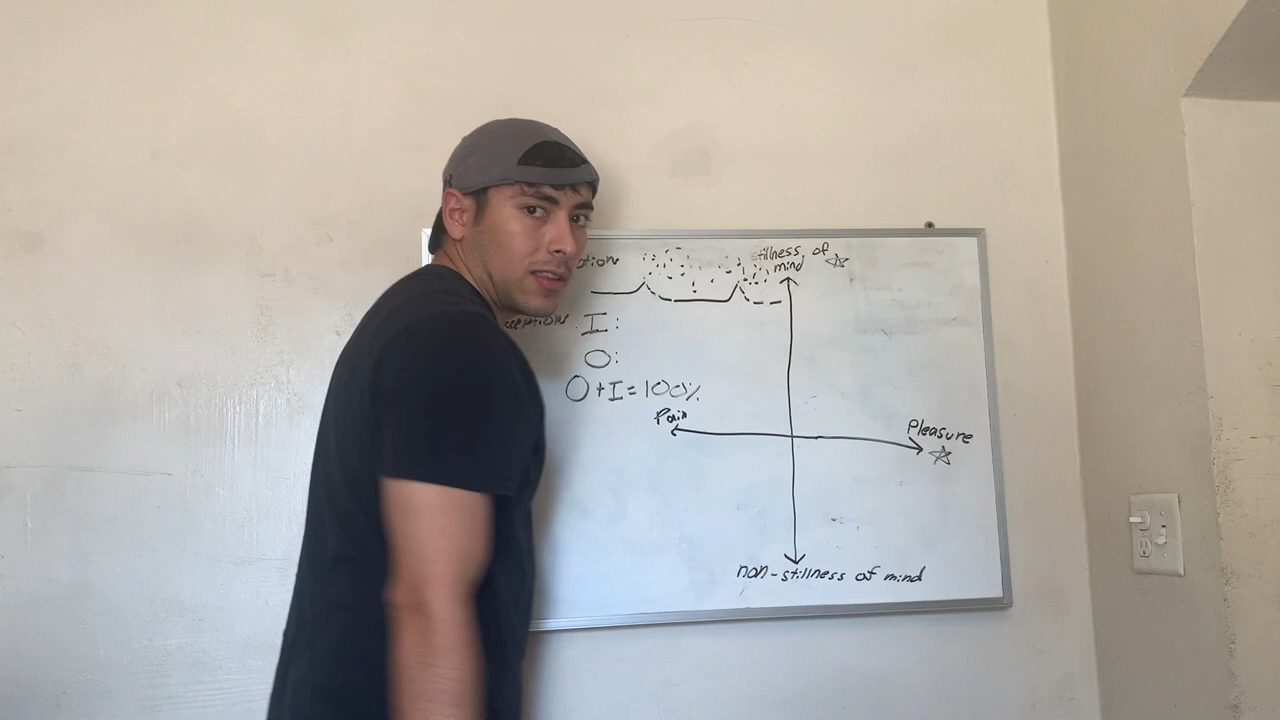 stillness of
mind
I:
O:
O+I=100%
Pain
Pleasure
non-stillness of mind